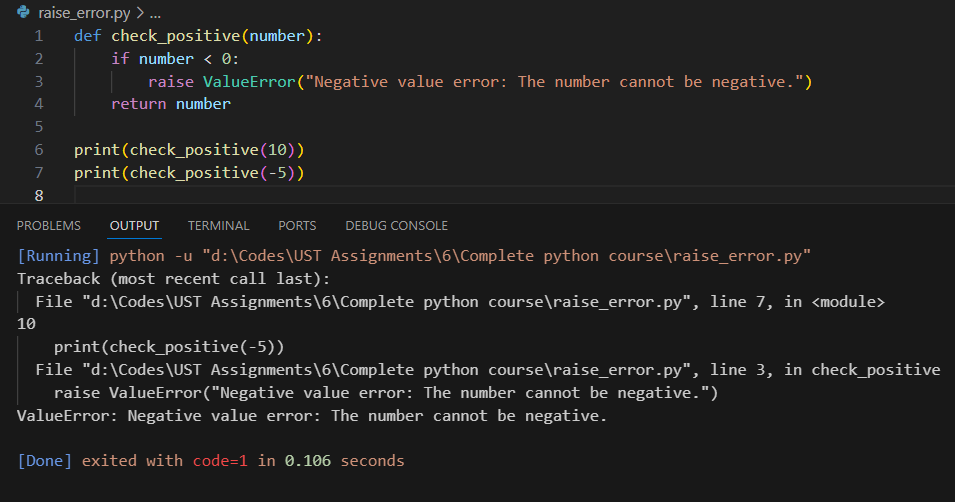 raise_error.py > ...
1 def check_positive(number):
2     if number < 0:
3         raise ValueError("Negative value error: The number cannot be negative.")
4     return number
5
6 print(check_positive(10))
7 print(check_positive(-5))
8
PROBLEMS OUTPUT TERMINAL PORTS DEBUG CONSOLE
[Running] python -u "d:\Codes\UST Assignments\6\Complete python course\raise_error.py"
Traceback (most recent call last):
  File "d:\Codes\UST Assignments\6\Complete python course\raise_error.py", line 7, in <module>
10
    print(check_positive(-5))
  File "d:\Codes\UST Assignments\6\Complete python course\raise_error.py", line 3, in check_positive
    raise ValueError("Negative value error: The number cannot be negative.")
ValueError: Negative value error: The number cannot be negative.
[Done] exited with code=1 in 0.106 seconds